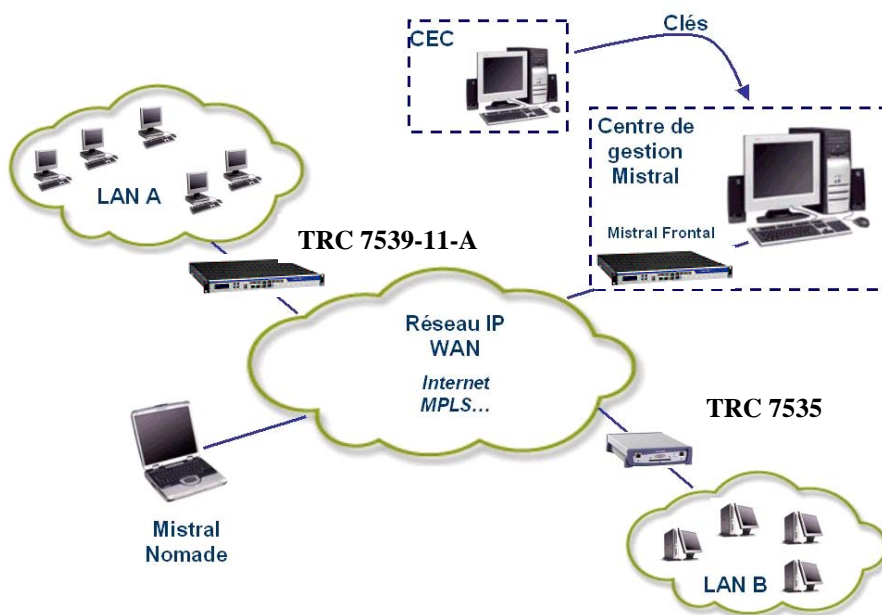 CEC
Clés
Centre de
gestion
Mistral
Mistral Frontal
LAN A
TRC 7539-11-A
Réseau IP
WAN
Internet
MPLS...
TRC 7535
Mistral
Nomade
LAN B